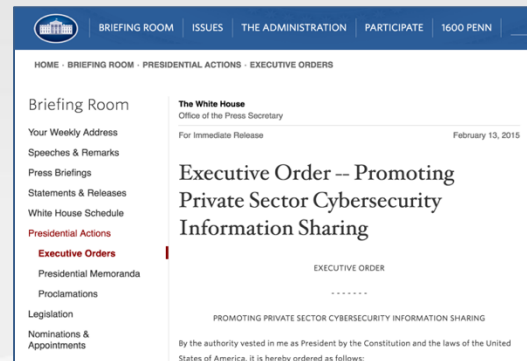 BRIEFING ROOM ISSUES THE ADMINISTRATION PARTICIPATE 1600 PENN
HOME · BRIEFING ROOM · PRESIDENTIAL ACTIONS · EXECUTIVE ORDERS
Briefing Room
Your Weekly Address
Speeches & Remarks
Press Briefings
Statements & Releases
White House Schedule
Presidential Actions
Executive Orders
Presidential Memoranda
Proclamations
Legislation
Nominations &
Appointments
The White House
Office of the Press Secretary
For Immediate Release February 13, 2015
Executive Order -- Promoting
Private Sector Cybersecurity
Information Sharing
EXECUTIVE ORDER
- - - - - - -
PROMOTING PRIVATE SECTOR CYBERSECURITY INFORMATION SHARING
By the authority vested in me as President by the Constitution and the laws of the United
States of America, it is hereby ordered as follows: